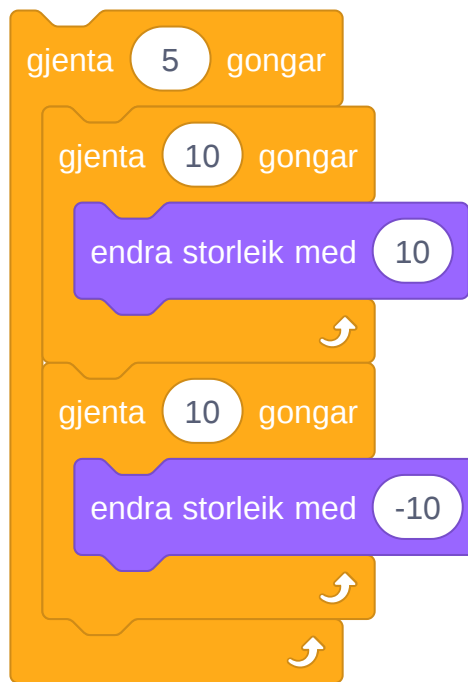 gjenta 5 gongar
gjenta 10 gongar
endra storleik med 10
gjenta 10 gongar
endra storleik med -10